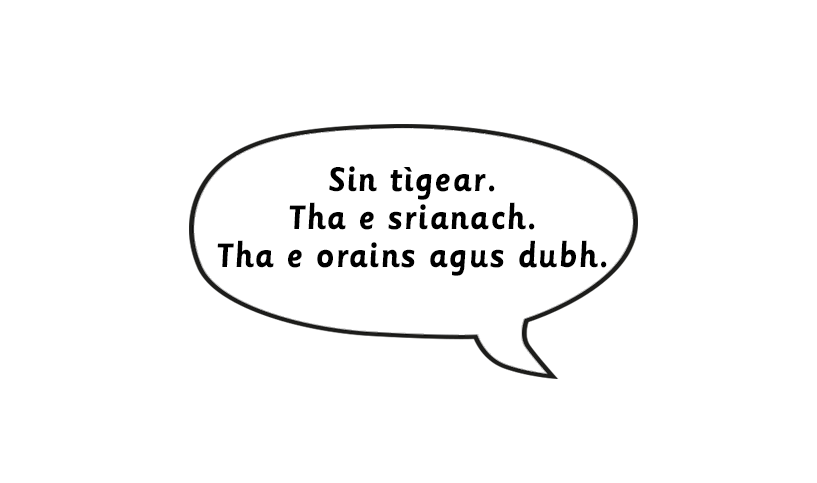 Sin tìgear.
Tha e srianach.
Tha e orains agus dubh.